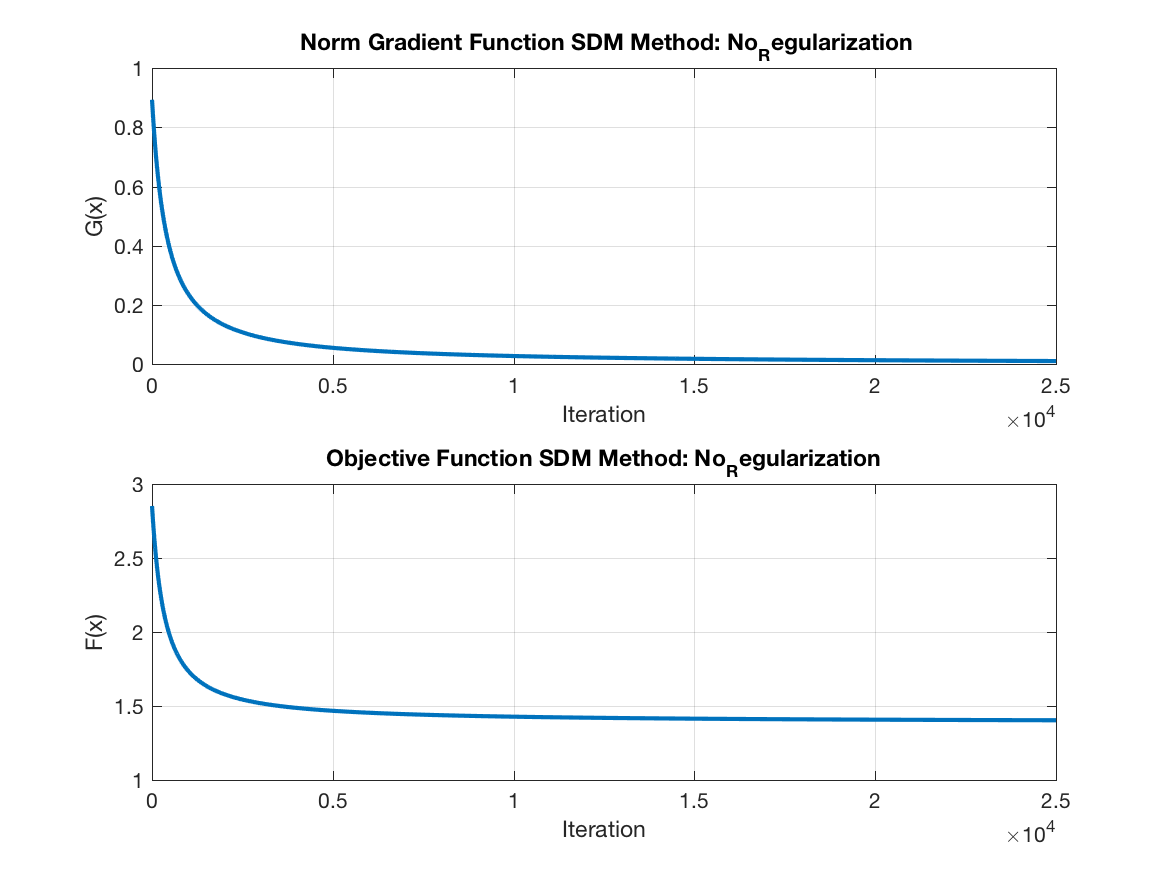 Norm Gradient Function SDM Method: No_Regularization
1
0.8
0.6
0.4
0.2
0
G(x)
0 0.5 1 1.5 2 2.5
Iteration
×10^4
Objective Function SDM Method: No_Regularization
3
2.5
2
1.5
1
F(x)
0 0.5 1 1.5 2 2.5
Iteration
×10^4